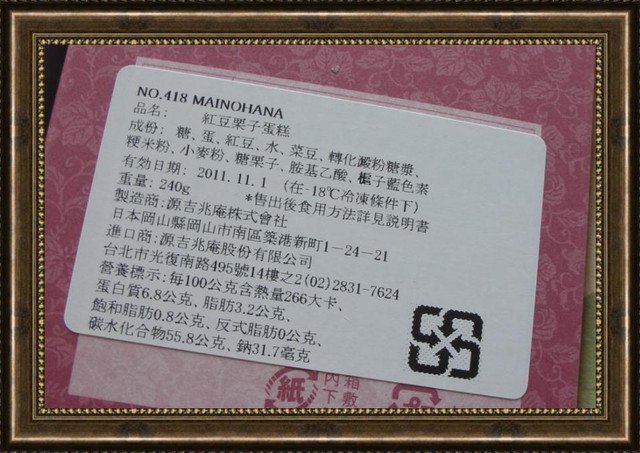 NO.418 MAINOHANA
品名： 紅豆栗子蛋糕
成份：糖、蛋、紅豆、水、菜豆、轉化澱粉糖漿、
粳米粉、小麥粉、糖栗子、胺基乙酸、梔子藍色素
有效日期：2011.11.1 (在-18℃冷凍條件下)
重量：240g *售出後食用方法詳見說明書
製造商：源吉兆庵株式會社
日本岡山縣岡山市南區築港新町1－24－21
進口商：源吉兆庵股份有限公司
台北市光復南路495號14樓之2(02)2831-7624
營養標示：每100公克含熱量266大卡、
蛋白質6.8公克、脂肪3.2公克、
飽和脂肪0.8公克、反式脂肪0公克、
碳水化合物55.8公克、鈉31.7毫克
紙 內箱
下敷